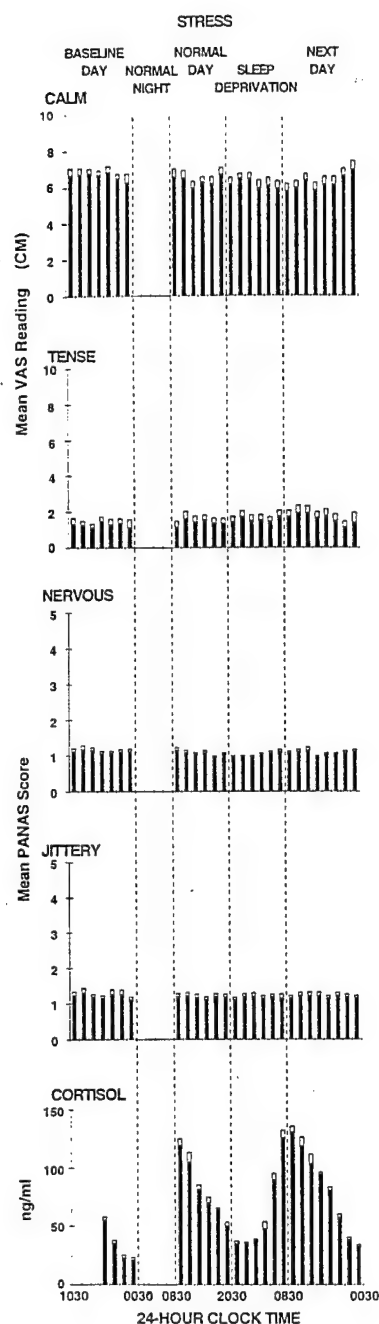 STRESS
BASELINE DAY
NORMAL NIGHT
NORMAL DAY
SLEEP DEPRIVATION
NEXT DAY
CALM
10
8
6
4
2
0
Mean VAS Reading (CM)
TENSE
10
8
6
4
2
0
NERVOUS
5
4
3
2
1
0
Mean PANAS Score
JITTERY
5
4
3
2
1
0
CORTISOL
150
100
50
0
ng/ml
1030 0030 0830 2030 0830 0030
24-HOUR CLOCK TIME